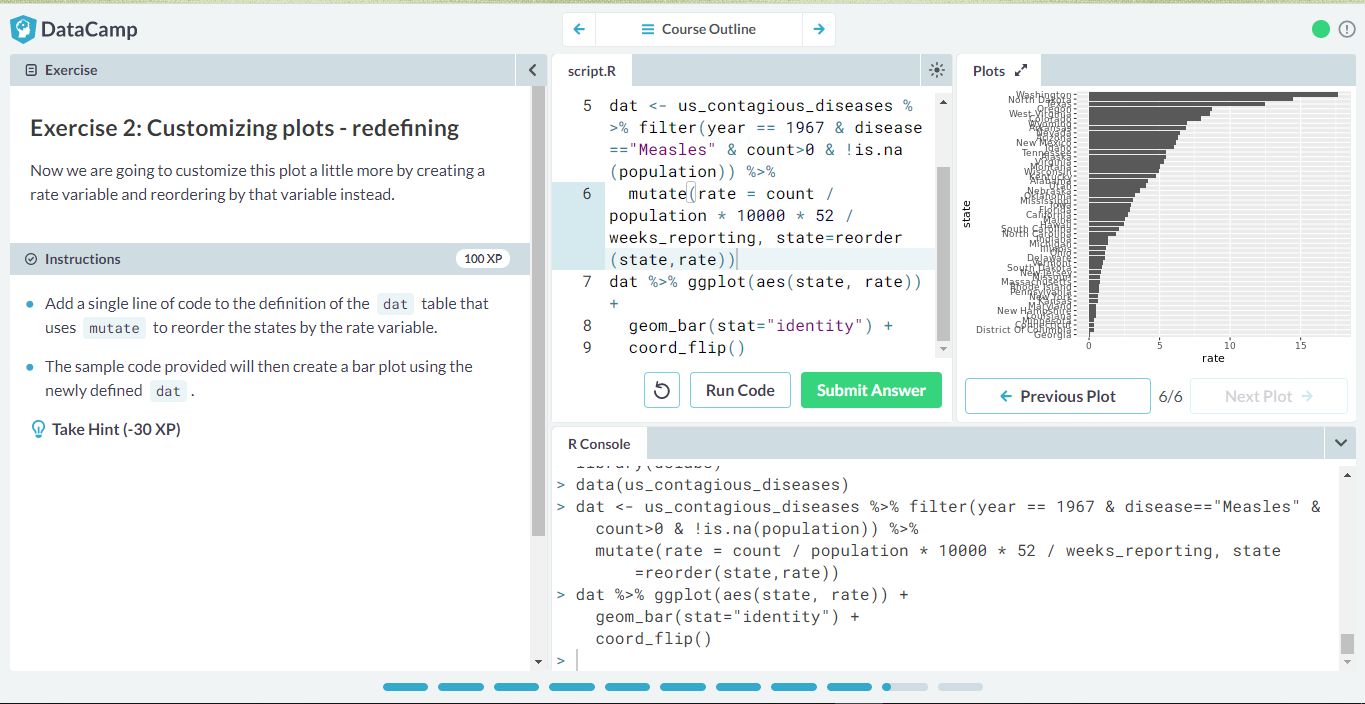 DataCamp
Course Outline
Exercise
Exercise 2: Customizing plots - redefining
Now we are going to customize this plot a little more by creating a
rate variable and reordering by that variable instead.
Instructions
100 XP
Add a single line of code to the definition of the dat table that
uses mutate to reorder the states by the rate variable.
The sample code provided will then create a bar plot using the
newly defined dat .
Take Hint (-30 XP)
script.R
5 dat <- us_contagious_diseases %
>% filter(year == 1967 & disease
=="Measles" & count>0 & !is.na
(population)) %>%
6 mutate(rate = count /
population * 10000 * 52 /
weeks_reporting, state=reorder
(state,rate))
7 dat %>% ggplot(aes(state, rate))
+
8 geom_bar(stat="identity") +
9 coord_flip()
Run Code
Submit Answer
Plots
Washington
North Dakota
Texas
Oregon
West Virginia
Colorado
Wyoming
Arkansas
Nevada
Arizona
New Mexico
Idaho
Tennessee
Alaska
Virginia
Montana
Wisconsin
Kentucky
Alabama
Utah
Nebraska
Oklahoma
Mississippi
Iowa
Florida
California
Maine
Hawaii
South Carolina
North Carolina
Indiana
Michigan
Illinois
Ohio
Delaware
Vermont
South Dakota
New Jersey
Missouri
Massachusetts
Rhode Island
Pennsylvania
New York
Kansas
Maryland
New Hampshire
Louisiana
Minnesota
Connecticut
District Of Columbia
Georgia
state
0 5 10 15
rate
Previous Plot
6/6
Next Plot
R Console
library(dslabs)
> data(us_contagious_diseases)
> dat <- us_contagious_diseases %>% filter(year == 1967 & disease=="Measles" &
count>0 & !is.na(population)) %>%
mutate(rate = count / population * 10000 * 52 / weeks_reporting, state
=reorder(state,rate))
> dat %>% ggplot(aes(state, rate)) +
geom_bar(stat="identity") +
coord_flip()
>